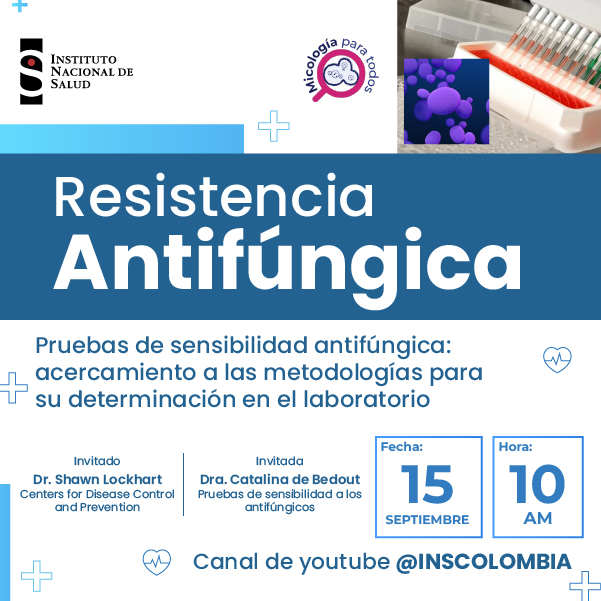 INSTITUTO
NACIONAL DE
SALUD
Micología para todos
Resistencia
Antifúngica
Pruebas de sensibilidad antifúngica:
acercamiento a las metodologías para
su determinación en el laboratorio
Invitado
Dr. Shawn Lockhart
Centers for Disease Control
and Prevention
Invitada
Dra. Catalina de Bedout
Pruebas de sensibilidad a los
antifúngicos
Fecha:
15
SEPTIEMBRE
Hora:
10
AM
Canal de youtube @INSCOLOMBIA